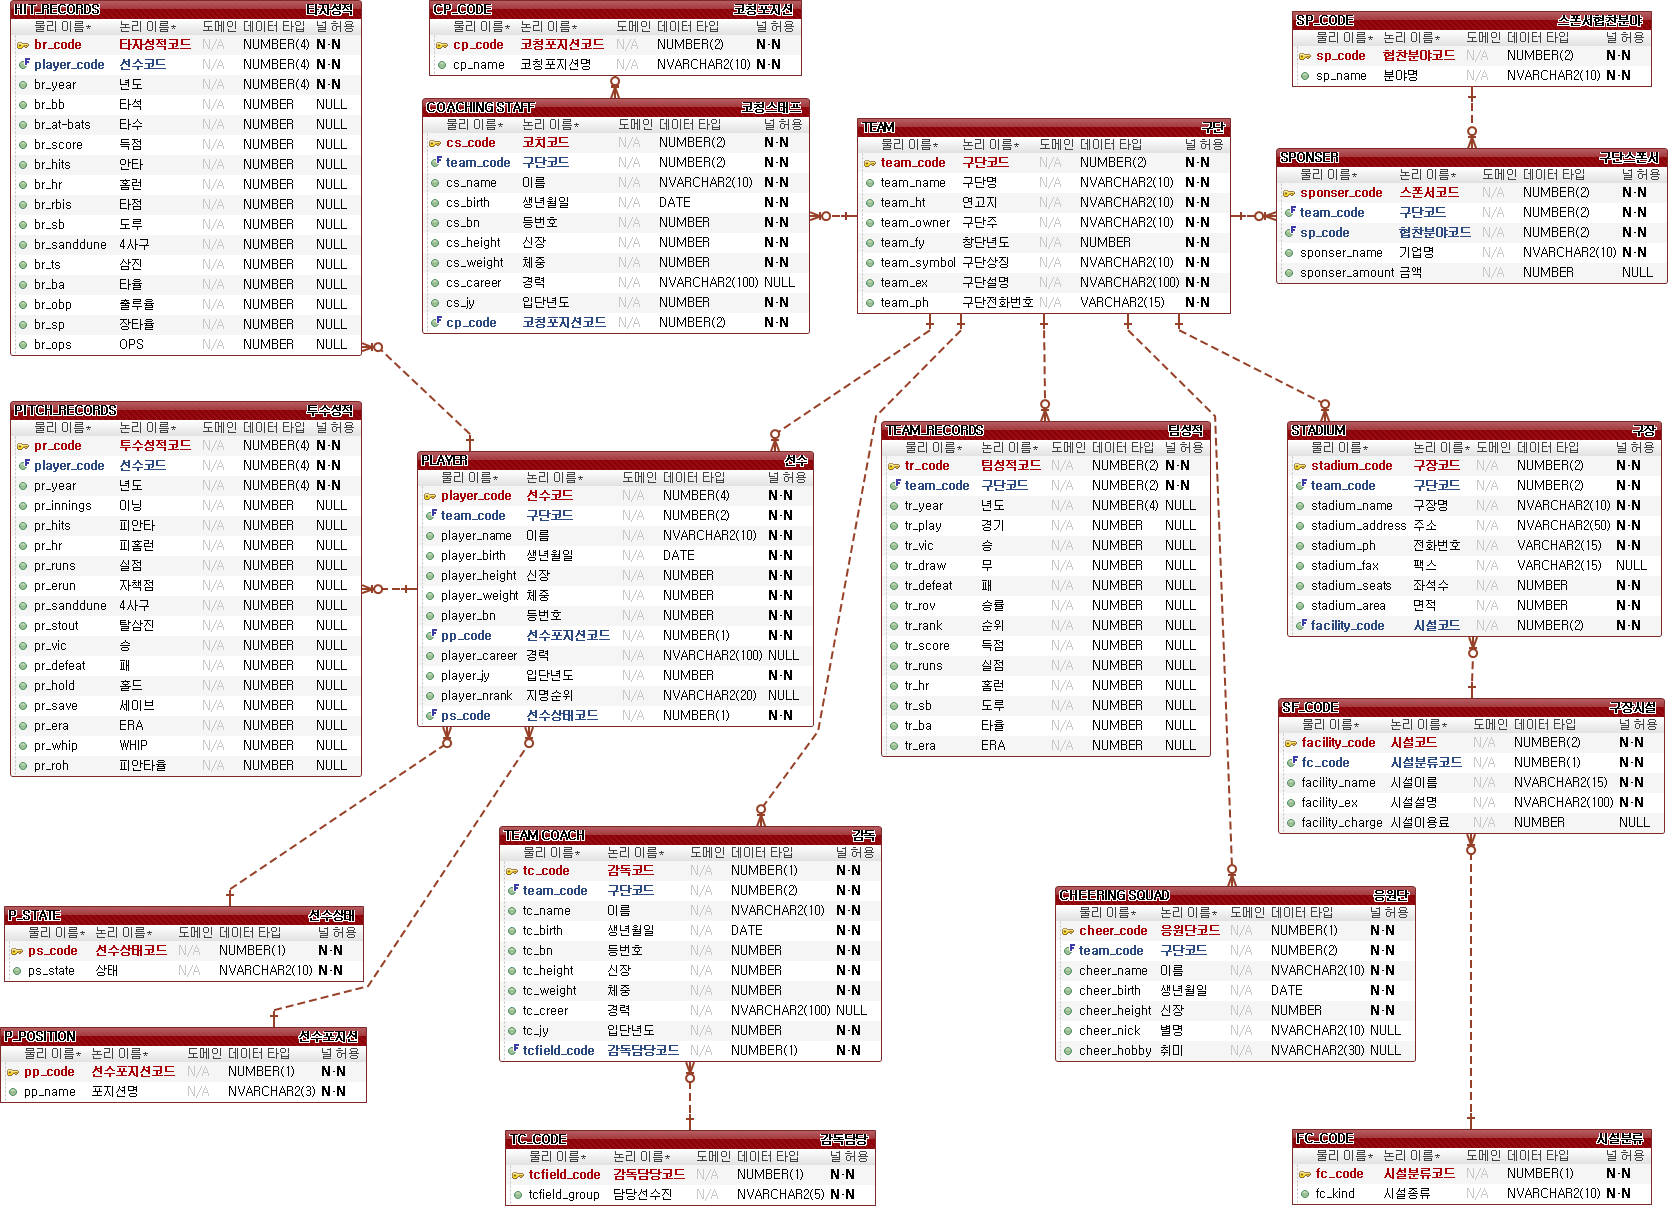 HIT_RECORDS 타자성적
물리 이름* 논리 이름* 도메인 데이터 타입 널 허용
br_code 타자성적코드 N/A NUMBER(4) N-N
player_code 선수코드 N/A NUMBER(4) N-N
br_year 년도 N/A NUMBER(4) N-N
br_bb 타석 N/A NUMBER NULL
br_at-bats 타수 N/A NUMBER NULL
br_score 득점 N/A NUMBER NULL
br_hits 안타 N/A NUMBER NULL
br_hr 홈런 N/A NUMBER NULL
br_rbis 타점 N/A NUMBER NULL
br_sb 도루 N/A NUMBER NULL
br_sanddune 4사구 N/A NUMBER NULL
br_ts 삼진 N/A NUMBER NULL
br_ba 타율 N/A NUMBER NULL
br_obp 출루율 N/A NUMBER NULL
br_sp 장타율 N/A NUMBER NULL
br_ops OPS N/A NUMBER NULL
CP_CODE 코칭포지션
물리 이름* 논리 이름* 도메인 데이터 타입 널 허용
cp_code 코칭포지션코드 N/A NUMBER(2) N-N
cp_name 코칭포지션명 N/A NVARCHAR2(10) N-N
COACHING STAFF 코칭스태프
물리 이름* 논리 이름* 도메인 데이터 타입 널 허용
cs_code 코치코드 N/A NUMBER(2) N-N
team_code 구단코드 N/A NUMBER(2) N-N
cs_name 이름 N/A NVARCHAR2(10) N-N
cs_birth 생년월일 N/A DATE N-N
cs_bn 등번호 N/A NUMBER N-N
cs_height 신장 N/A NUMBER N-N
cs_weight 체중 N/A NUMBER N-N
cs_career 경력 N/A NVARCHAR2(100) NULL
cs_jy 입단년도 N/A NUMBER N-N
cp_code 코칭포지션코드 N/A NUMBER(2) N-N
TEAM 구단
물리 이름* 논리 이름* 도메인 데이터 타입 널 허용
team_code 구단코드 N/A NUMBER(2) N-N
team_name 구단명 N/A NVARCHAR2(10) N-N
team_ht 연고지 N/A NVARCHAR2(10) N-N
team_owner 구단주 N/A NVARCHAR2(10) N-N
team_fy 창단년도 N/A NUMBER N-N
team_symbol 구단상징 N/A NVARCHAR2(10) N-N
team_ex 구단설명 N/A NVARCHAR2(100) N-N
team_ph 구단전화번호 N/A VARCHAR2(15) N-N
SP_CODE 스폰서협찬분야
물리 이름* 논리 이름* 도메인 데이터 타입 널 허용
sp_code 협찬분야코드 N/A NUMBER(2) N-N
sp_name 분야명 N/A NVARCHAR2(10) N-N
SPONSER 구단스폰서
물리 이름* 논리 이름* 도메인 데이터 타입 널 허용
sponser_code 스폰서코드 N/A NUMBER(2) N-N
team_code 구단코드 N/A NUMBER(2) N-N
sp_code 협찬분야코드 N/A NUMBER(2) N-N
sponser_name 기업명 N/A NVARCHAR2(10) N-N
sponser_amount 금액 N/A NUMBER NULL
PITCH_RECORDS 투수성적
물리 이름* 논리 이름* 도메인 데이터 타입 널 허용
pr_code 투수성적코드 N/A NUMBER(4) N-N
player_code 선수코드 N/A NUMBER(4) N-N
pr_year 년도 N/A NUMBER(4) N-N
pr_innings 이닝 N/A NUMBER NULL
pr_hits 피안타 N/A NUMBER NULL
pr_hr 피홈런 N/A NUMBER NULL
pr_runs 실점 N/A NUMBER NULL
pr_erun 자책점 N/A NUMBER NULL
pr_sanddune 4사구 N/A NUMBER NULL
pr_stout 탈삼진 N/A NUMBER NULL
pr_vic 승 N/A NUMBER NULL
pr_defeat 패 N/A NUMBER NULL
pr_hold 홀드 N/A NUMBER NULL
pr_save 세이브 N/A NUMBER NULL
pr_era ERA N/A NUMBER NULL
pr_whip WHIP N/A NUMBER NULL
pr_roh 피안타율 N/A NUMBER NULL
PLAYER 선수
물리 이름* 논리 이름* 도메인 데이터 타입 널 허용
player_code 선수코드 N/A NUMBER(4) N-N
team_code 구단코드 N/A NUMBER(2) N-N
player_name 이름 N/A NVARCHAR2(10) N-N
player_birth 생년월일 N/A DATE N-N
player_height 신장 N/A NUMBER N-N
player_weight 체중 N/A NUMBER N-N
player_bn 등번호 N/A NUMBER N-N
pp_code 선수포지션코드 N/A NUMBER(1) N-N
player_career 경력 N/A NVARCHAR2(100) NULL
player_jy 입단년도 N/A NUMBER N-N
player_nrank 지명순위 N/A NVARCHAR2(20) NULL
ps_code 선수상태코드 N/A NUMBER(1) N-N
TEAM_RECORDS 팀성적
물리 이름* 논리 이름* 도메인 데이터 타입 널 허용
tr_code 팀성적코드 N/A NUMBER(2) N-N
team_code 구단코드 N/A NUMBER(2) N-N
tr_year 년도 N/A NUMBER(4) NULL
tr_play 경기 N/A NUMBER NULL
tr_vic 승 N/A NUMBER NULL
tr_draw 무 N/A NUMBER NULL
tr_defeat 패 N/A NUMBER NULL
tr_rov 승률 N/A NUMBER NULL
tr_rank 순위 N/A NUMBER NULL
tr_score 득점 N/A NUMBER NULL
tr_runs 실점 N/A NUMBER NULL
tr_hr 홈런 N/A NUMBER NULL
tr_sb 도루 N/A NUMBER NULL
tr_ba 타율 N/A NUMBER NULL
tr_era ERA N/A NUMBER NULL
STADIUM 구장
물리 이름* 논리 이름* 도메인 데이터 타입 널 허용
stadium_code 구장코드 N/A NUMBER(2) N-N
team_code 구단코드 N/A NUMBER(2) N-N
stadium_name 구장명 N/A NVARCHAR2(10) N-N
stadium_address 주소 N/A NVARCHAR2(50) N-N
stadium_ph 전화번호 N/A VARCHAR2(15) N-N
stadium_fax 팩스 N/A VARCHAR2(15) NULL
stadium_seats 좌석수 N/A NUMBER N-N
stadium_area 면적 N/A NUMBER N-N
facility_code 시설코드 N/A NUMBER(2) N-N
SF_CODE 구장시설
물리 이름* 논리 이름* 도메인 데이터 타입 널 허용
facility_code 시설코드 N/A NUMBER(2) N-N
fc_code 시설분류코드 N/A NUMBER(1) N-N
facility_name 시설이름 N/A NVARCHAR2(15) N-N
facility_ex 시설설명 N/A NVARCHAR2(100) N-N
facility_charge 시설이용료 N/A NUMBER NULL
P_STATE 선수상태
물리 이름* 논리 이름* 도메인 데이터 타입 널 허용
ps_code 선수상태코드 N/A NUMBER(1) N-N
ps_state 상태 N/A NVARCHAR2(10) N-N
P_POSITION 선수포지션
물리 이름* 논리 이름* 도메인 데이터 타입 널 허용
pp_code 선수포지션코드 N/A NUMBER(1) N-N
pp_name 포지션명 N/A NVARCHAR2(3) N-N
TEAM COACH 감독
물리 이름* 논리 이름* 도메인 데이터 타입 널 허용
tc_code 감독코드 N/A NUMBER(1) N-N
team_code 구단코드 N/A NUMBER(2) N-N
tc_name 이름 N/A NVARCHAR2(10) N-N
tc_birth 생년월일 N/A DATE N-N
tc_bn 등번호 N/A NUMBER N-N
tc_height 신장 N/A NUMBER N-N
tc_weight 체중 N/A NUMBER N-N
tc_creer 경력 N/A NVARCHAR2(100) NULL
tc_jy 입단년도 N/A NUMBER N-N
tcfield_code 감독담당코드 N/A NUMBER(1) N-N
TC_CODE 감독담당
물리 이름* 논리 이름* 도메인 데이터 타입 널 허용
tcfield_code 감독담당코드 N/A NUMBER(1) N-N
tcfield_group 담당선수진 N/A NVARCHAR2(5) N-N
CHEERING SQUAD 응원단
물리 이름* 논리 이름* 도메인 데이터 타입 널 허용
cheer_code 응원단코드 N/A NUMBER(1) N-N
team_code 구단코드 N/A NUMBER(2) N-N
cheer_name 이름 N/A NVARCHAR2(10) N-N
cheer_birth 생년월일 N/A DATE N-N
cheer_height 신장 N/A NUMBER N-N
cheer_nick 별명 N/A NVARCHAR2(10) NULL
cheer_hobby 취미 N/A NVARCHAR2(30) NULL
FC_CODE 시설분류
물리 이름* 논리 이름* 도메인 데이터 타입 널 허용
fc_code 시설분류코드 N/A NUMBER(1) N-N
fc_kind 시설종류 N/A NVARCHAR2(10) N-N